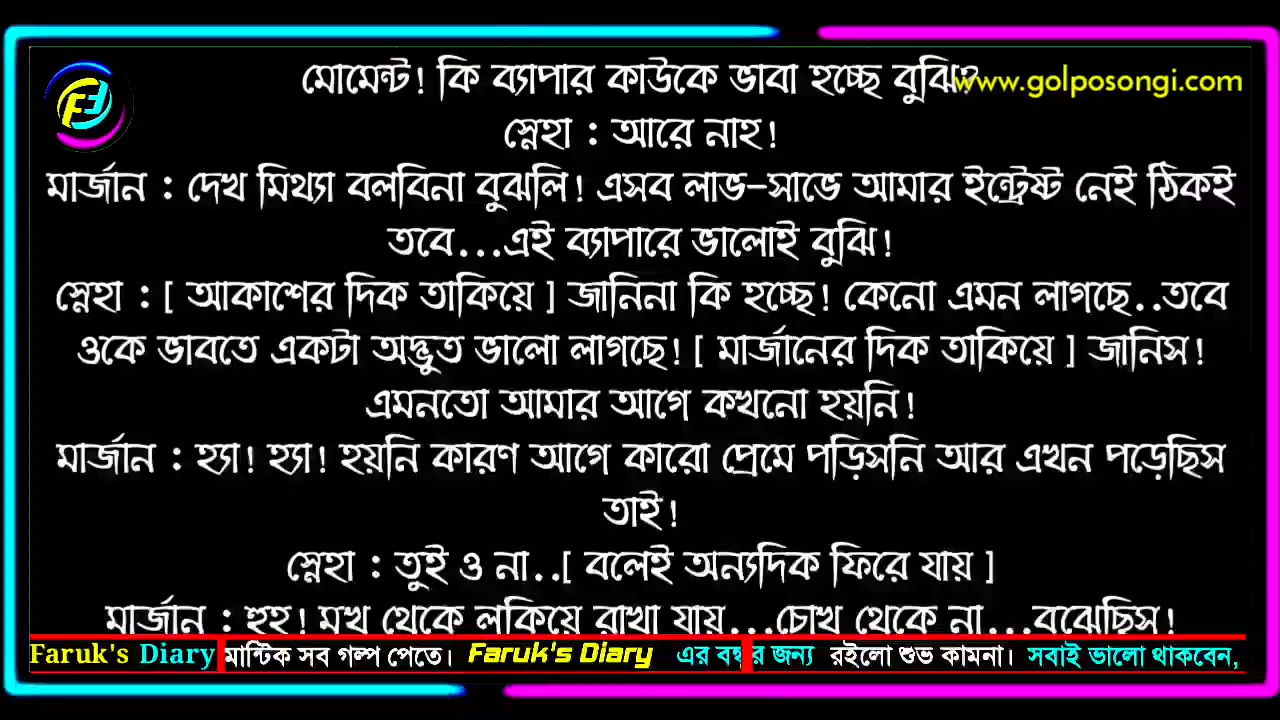 মোমেন্ট! কি ব্যাপার কাউকে ভাবা হচ্ছে বুঝি?
www.golposongi.com
স্নেহা : আরে নাহ!
মার্জান : দেখ মিথ্যা বলবিনা বুঝলি! এসব লাভ-সাভে আমার ইন্ট্রেষ্ট নেই ঠিকই
তবে...এই ব্যাপারে ভালোই বুঝি!
স্নেহা : [ আকাশের দিক তাকিয়ে ] জানিনা কি হচ্ছে! কেনো এমন লাগছে..তবে
ওকে ভাবতে একটা অদ্ভুত ভালো লাগছে! [ মার্জানের দিক তাকিয়ে ] জানিস!
এমনতো আমার আগে কখনো হয়নি!
মার্জান : হ্যা! হ্যা! হয়নি কারণ আগে কারো প্রেমে পড়িসনি আর এখন পড়েছিস
তাই!
স্নেহা : তুই ও না..[ বলেই অন্যদিক ফিরে যায় ]
মার্জান : হুহ! মুখ থেকে লুকিয়ে রাখা যায়...চোখ থেকে না...বুঝেছিস!
Faruk's Diary মান্টিক সব গল্প পেতে। Faruk's Diary এর বন্ধুর জন্য রইলো শুভ কামনা। সবাই ভালো থাকবেন,